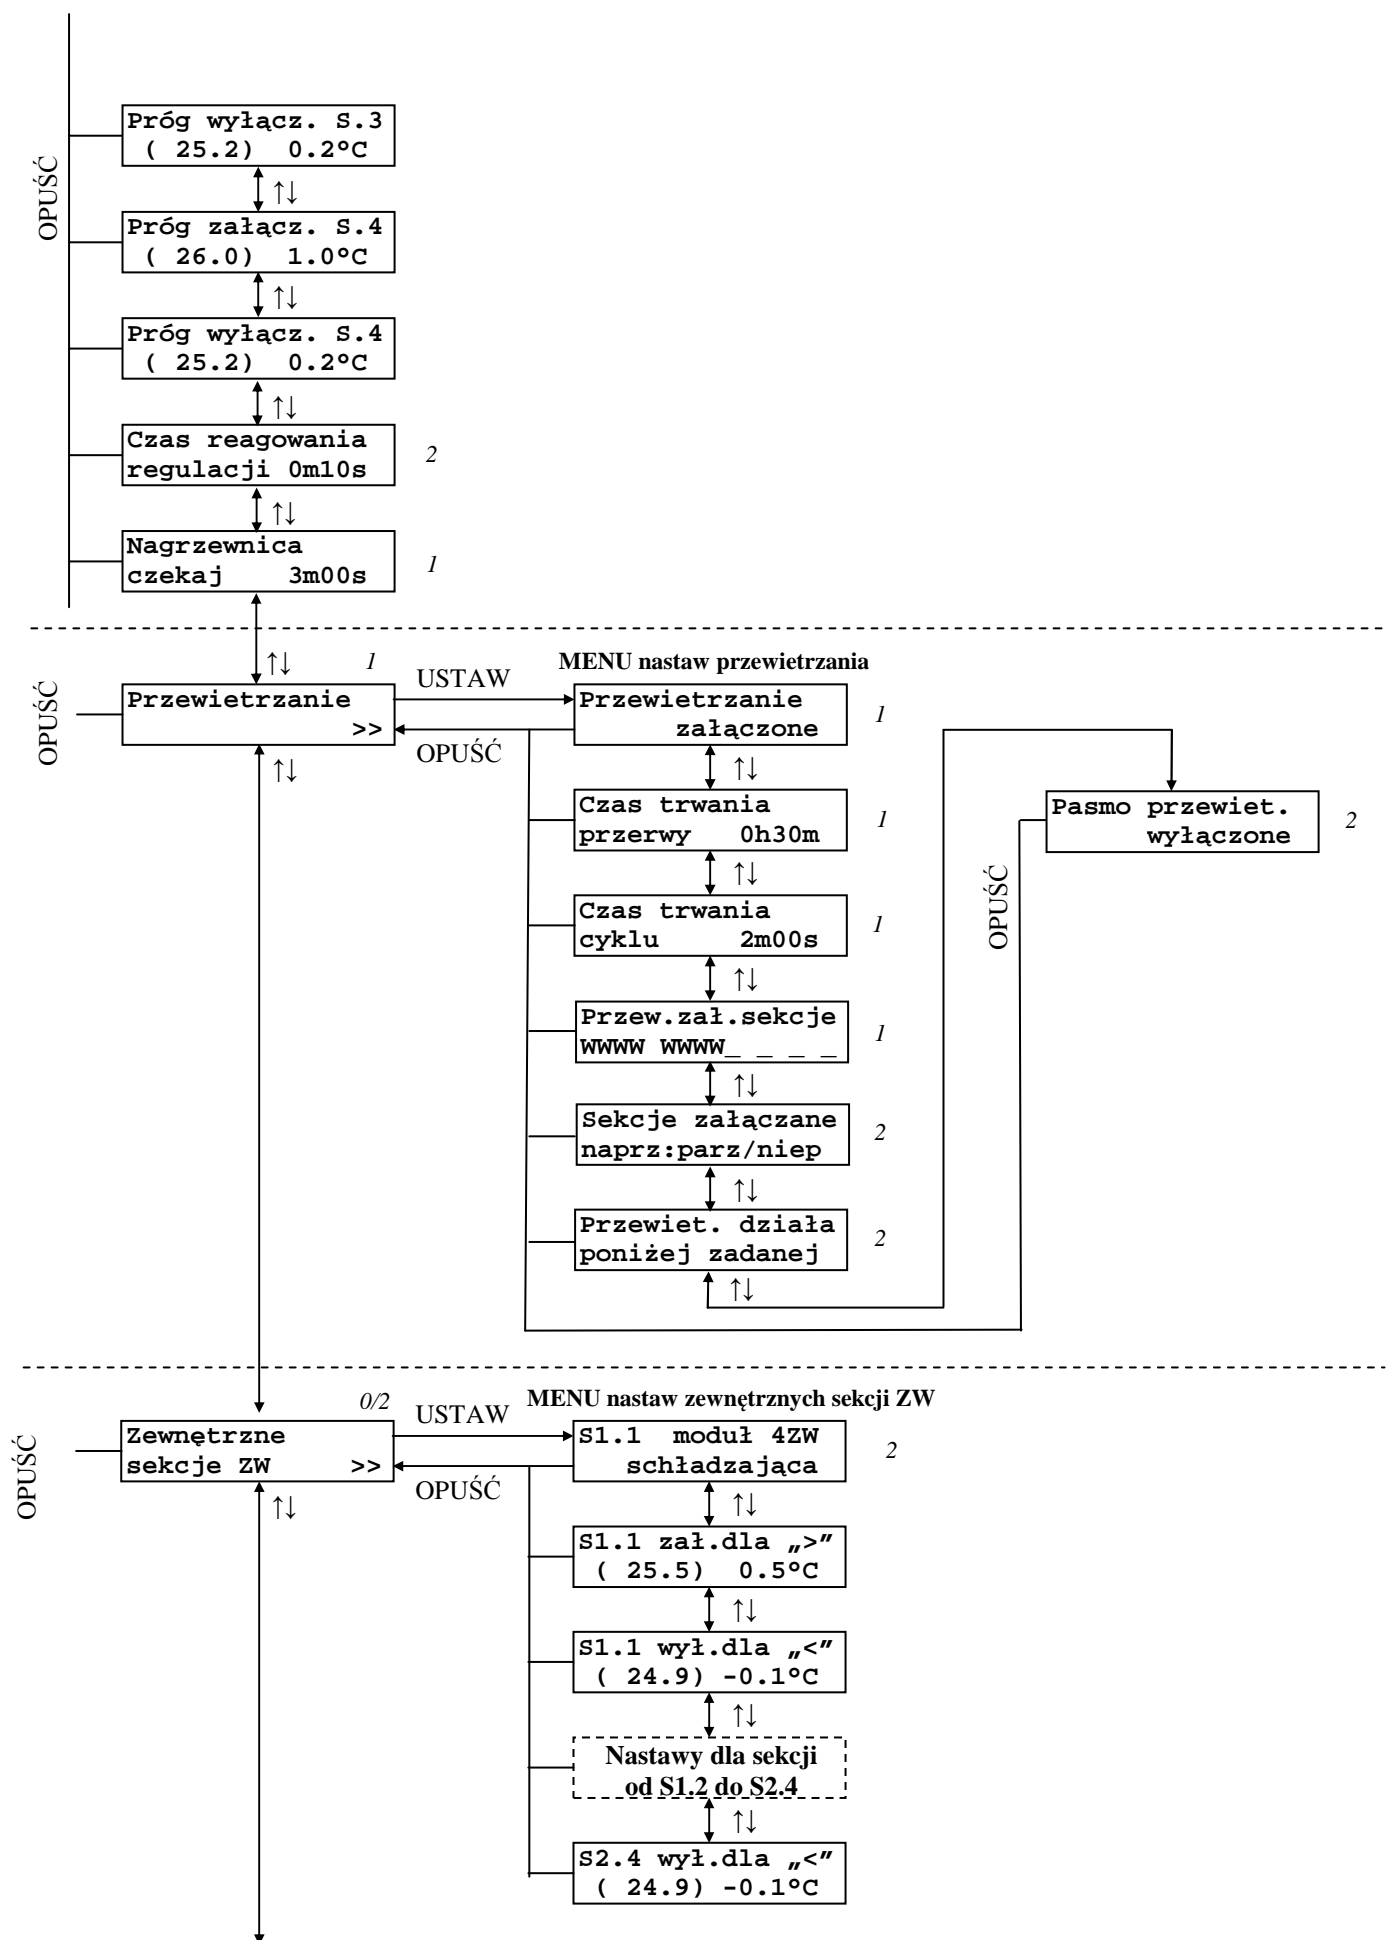 OPUŚĆ
Próg wyłącz. S.3
( 25.2) 0.2°C
↑↓
Próg załącz. S.4
( 26.0) 1.0°C
↑↓
Próg wyłącz. S.4
( 25.2) 0.2°C
↑↓
Czas reagowania
regulacji 0m10s
2
↑↓
Nagrzewnica
czekaj 3m00s
1
↑↓
1
OPUŚĆ
Przewietrzanie
>>
↑↓
USTAW
OPUŚĆ
MENU nastaw przewietrzania
Przewietrzanie
załączone
1
↑↓
Czas trwania
przerwy 0h30m
1
↑↓
Czas trwania
cyklu 2m00s
1
↑↓
Przew.zał.sekcje
WWWW WWWW_ _ _ _
1
↑↓
Sekcje załączane
naprz:parz/niep
2
↑↓
Przewiet. działa
poniżej zadanej
2
↑↓
Pasmo przewiet.
wyłączone
2
OPUŚĆ
0/2
OPUŚĆ
Zewnętrzne
sekcje ZW >>
↑↓
USTAW
OPUŚĆ
MENU nastaw zewnętrznych sekcji ZW
S1.1 moduł 4ZW
schładzająca
2
↑↓
S1.1 zał.dla „>”
( 25.5) 0.5°C
↑↓
S1.1 wył.dla „<”
( 24.9) -0.1°C
↑↓
Nastawy dla sekcji
od S1.2 do S2.4
↑↓
S2.4 wył.dla „<”
( 24.9) -0.1°C